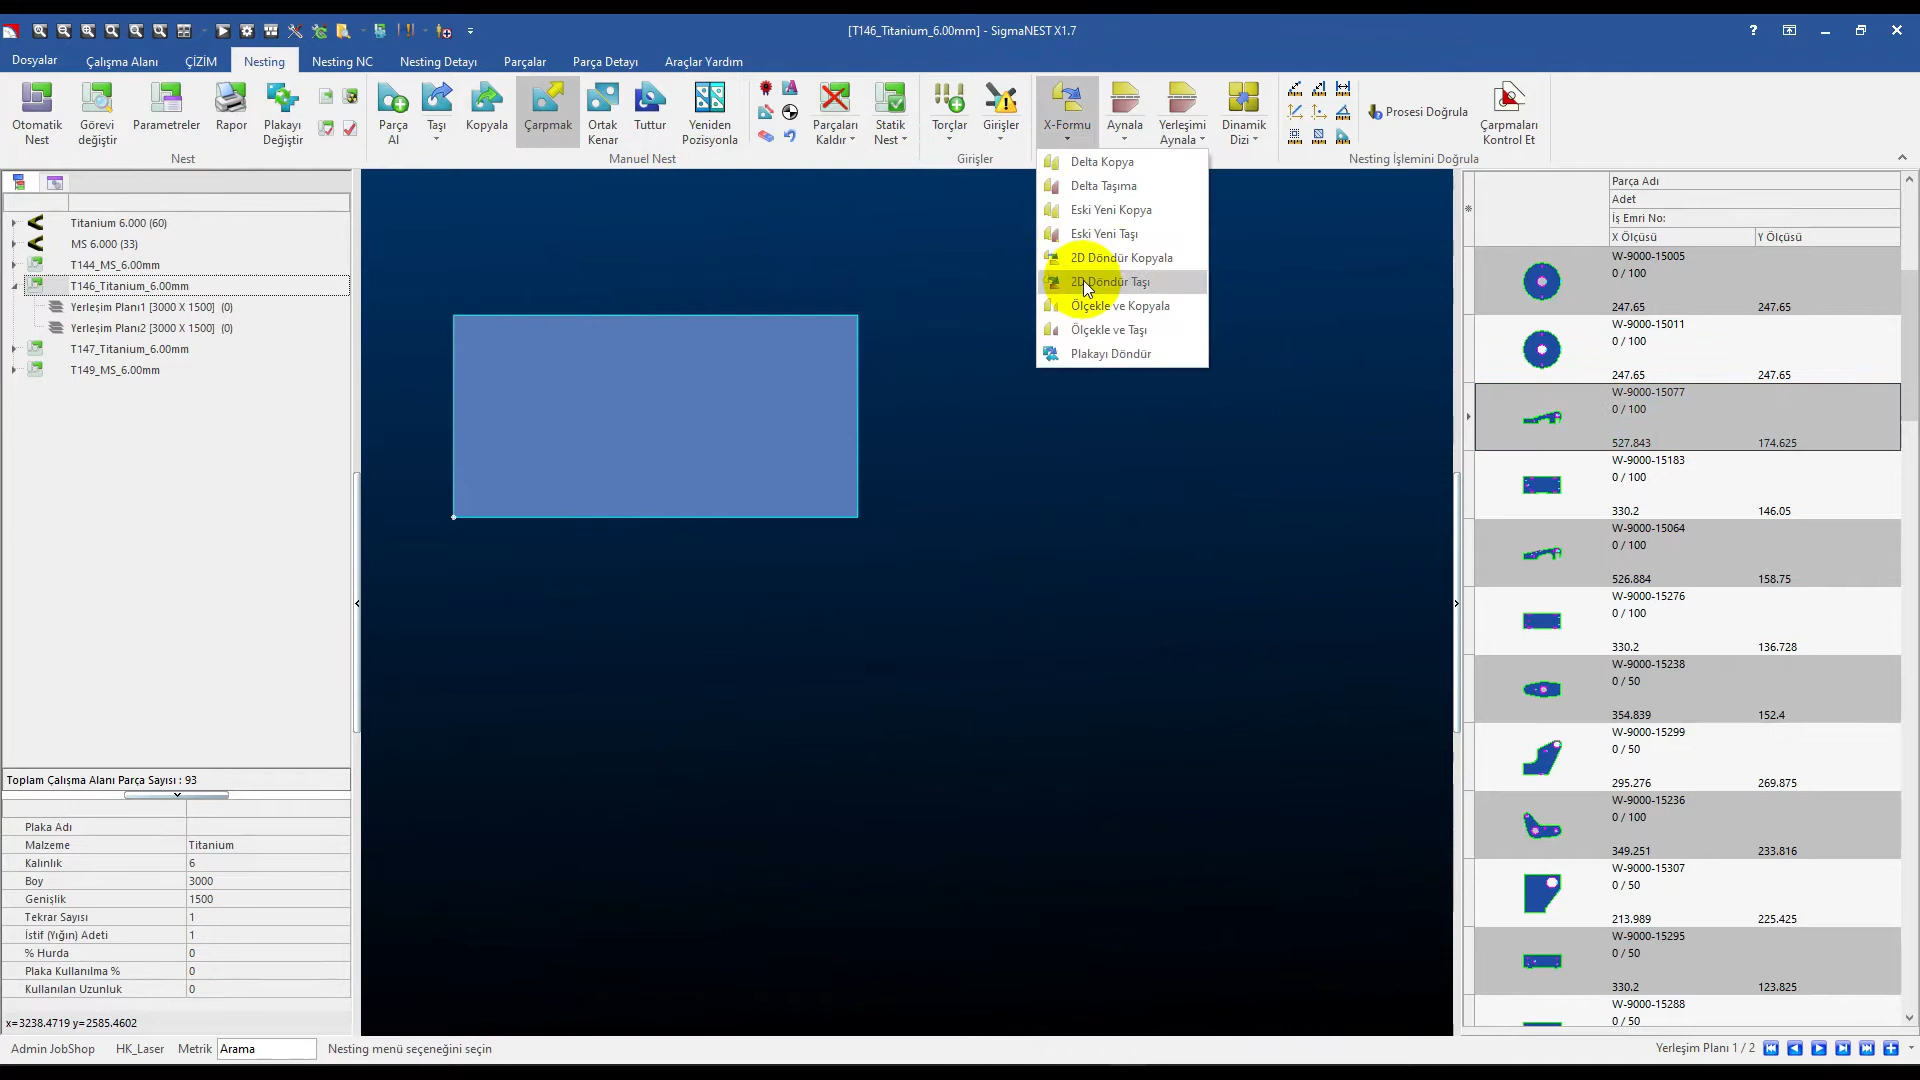 [T146_Titanium_6.00mm] - SigmaNEST X1.7
Dosyalar
Çalışma Alanı
ÇİZİM
Nesting
Nesting NC
Nesting Detayı
Parçalar
Parça Detayı
Araçlar Yardım
Otomatik Nest
Görevi değiştir
Parametreler
Rapor
Plakayı Değiştir
Parça Al
Taşı
Kopyala
Çarpmak
Ortak Kenar
Tuttur
Yeniden Pozisyonla
Parçaları Kaldır
Statik Nest
Torçlar
Girişler
X-Formu
Aynala
Yerleşimi Aynala
Dinamik Dizi
Prosesi Doğrula
Çarpmaları Kontrol Et
Nest
Manuel Nest
Girişler
Nesting İşlemini Doğrula
Delta Kopya
Delta Taşıma
Eski Yeni Kopya
Eski Yeni Taşı
2D Döndür Kopyala
2D Döndür Taşı
Ölçekle ve Kopyala
Ölçekle ve Taşı
Plakayı Döndür
Titanium 6.000 (60)
MS 6.000 (33)
T144_MS_6.00mm
T146_Titanium_6.00mm
Yerleşim Planı1 [3000 X 1500] (0)
Yerleşim Planı2 [3000 X 1500] (0)
T147_Titanium_6.00mm
T149_MS_6.00mm
Toplam Çalışma Alanı Parça Sayısı : 93
Plaka Adı
Malzeme Titanium
Kalınlık 6
Boy 3000
Genişlik 1500
Tekrar Sayısı 1
İstif (Yığın) Adeti 1
% Hurda 0
Plaka Kullanılma % 0
Kullanılan Uzunluk 0
x=3238.4719 y=2585.4602
Parça Adı
Adet
İş Emri No:
X Ölçüsü Y Ölçüsü
W-9000-15005
0 / 100
247.65 247.65
W-9000-15011
0 / 100
247.65 247.65
W-9000-15077
0 / 100
527.843 174.625
W-9000-15183
0 / 100
330.2 146.05
W-9000-15064
0 / 100
526.884 158.75
W-9000-15276
0 / 100
330.2 136.728
W-9000-15238
0 / 50
354.839 152.4
W-9000-15299
0 / 50
295.276 269.875
W-9000-15236
0 / 100
349.251 233.816
W-9000-15307
0 / 50
213.989 225.425
W-9000-15295
0 / 50
330.2 123.825
W-9000-15288
0 / 50
Admin JobShop HK_Laser Metrik Arama Nesting menü seçeneğini seçin
Yerleşim Planı 1 / 2